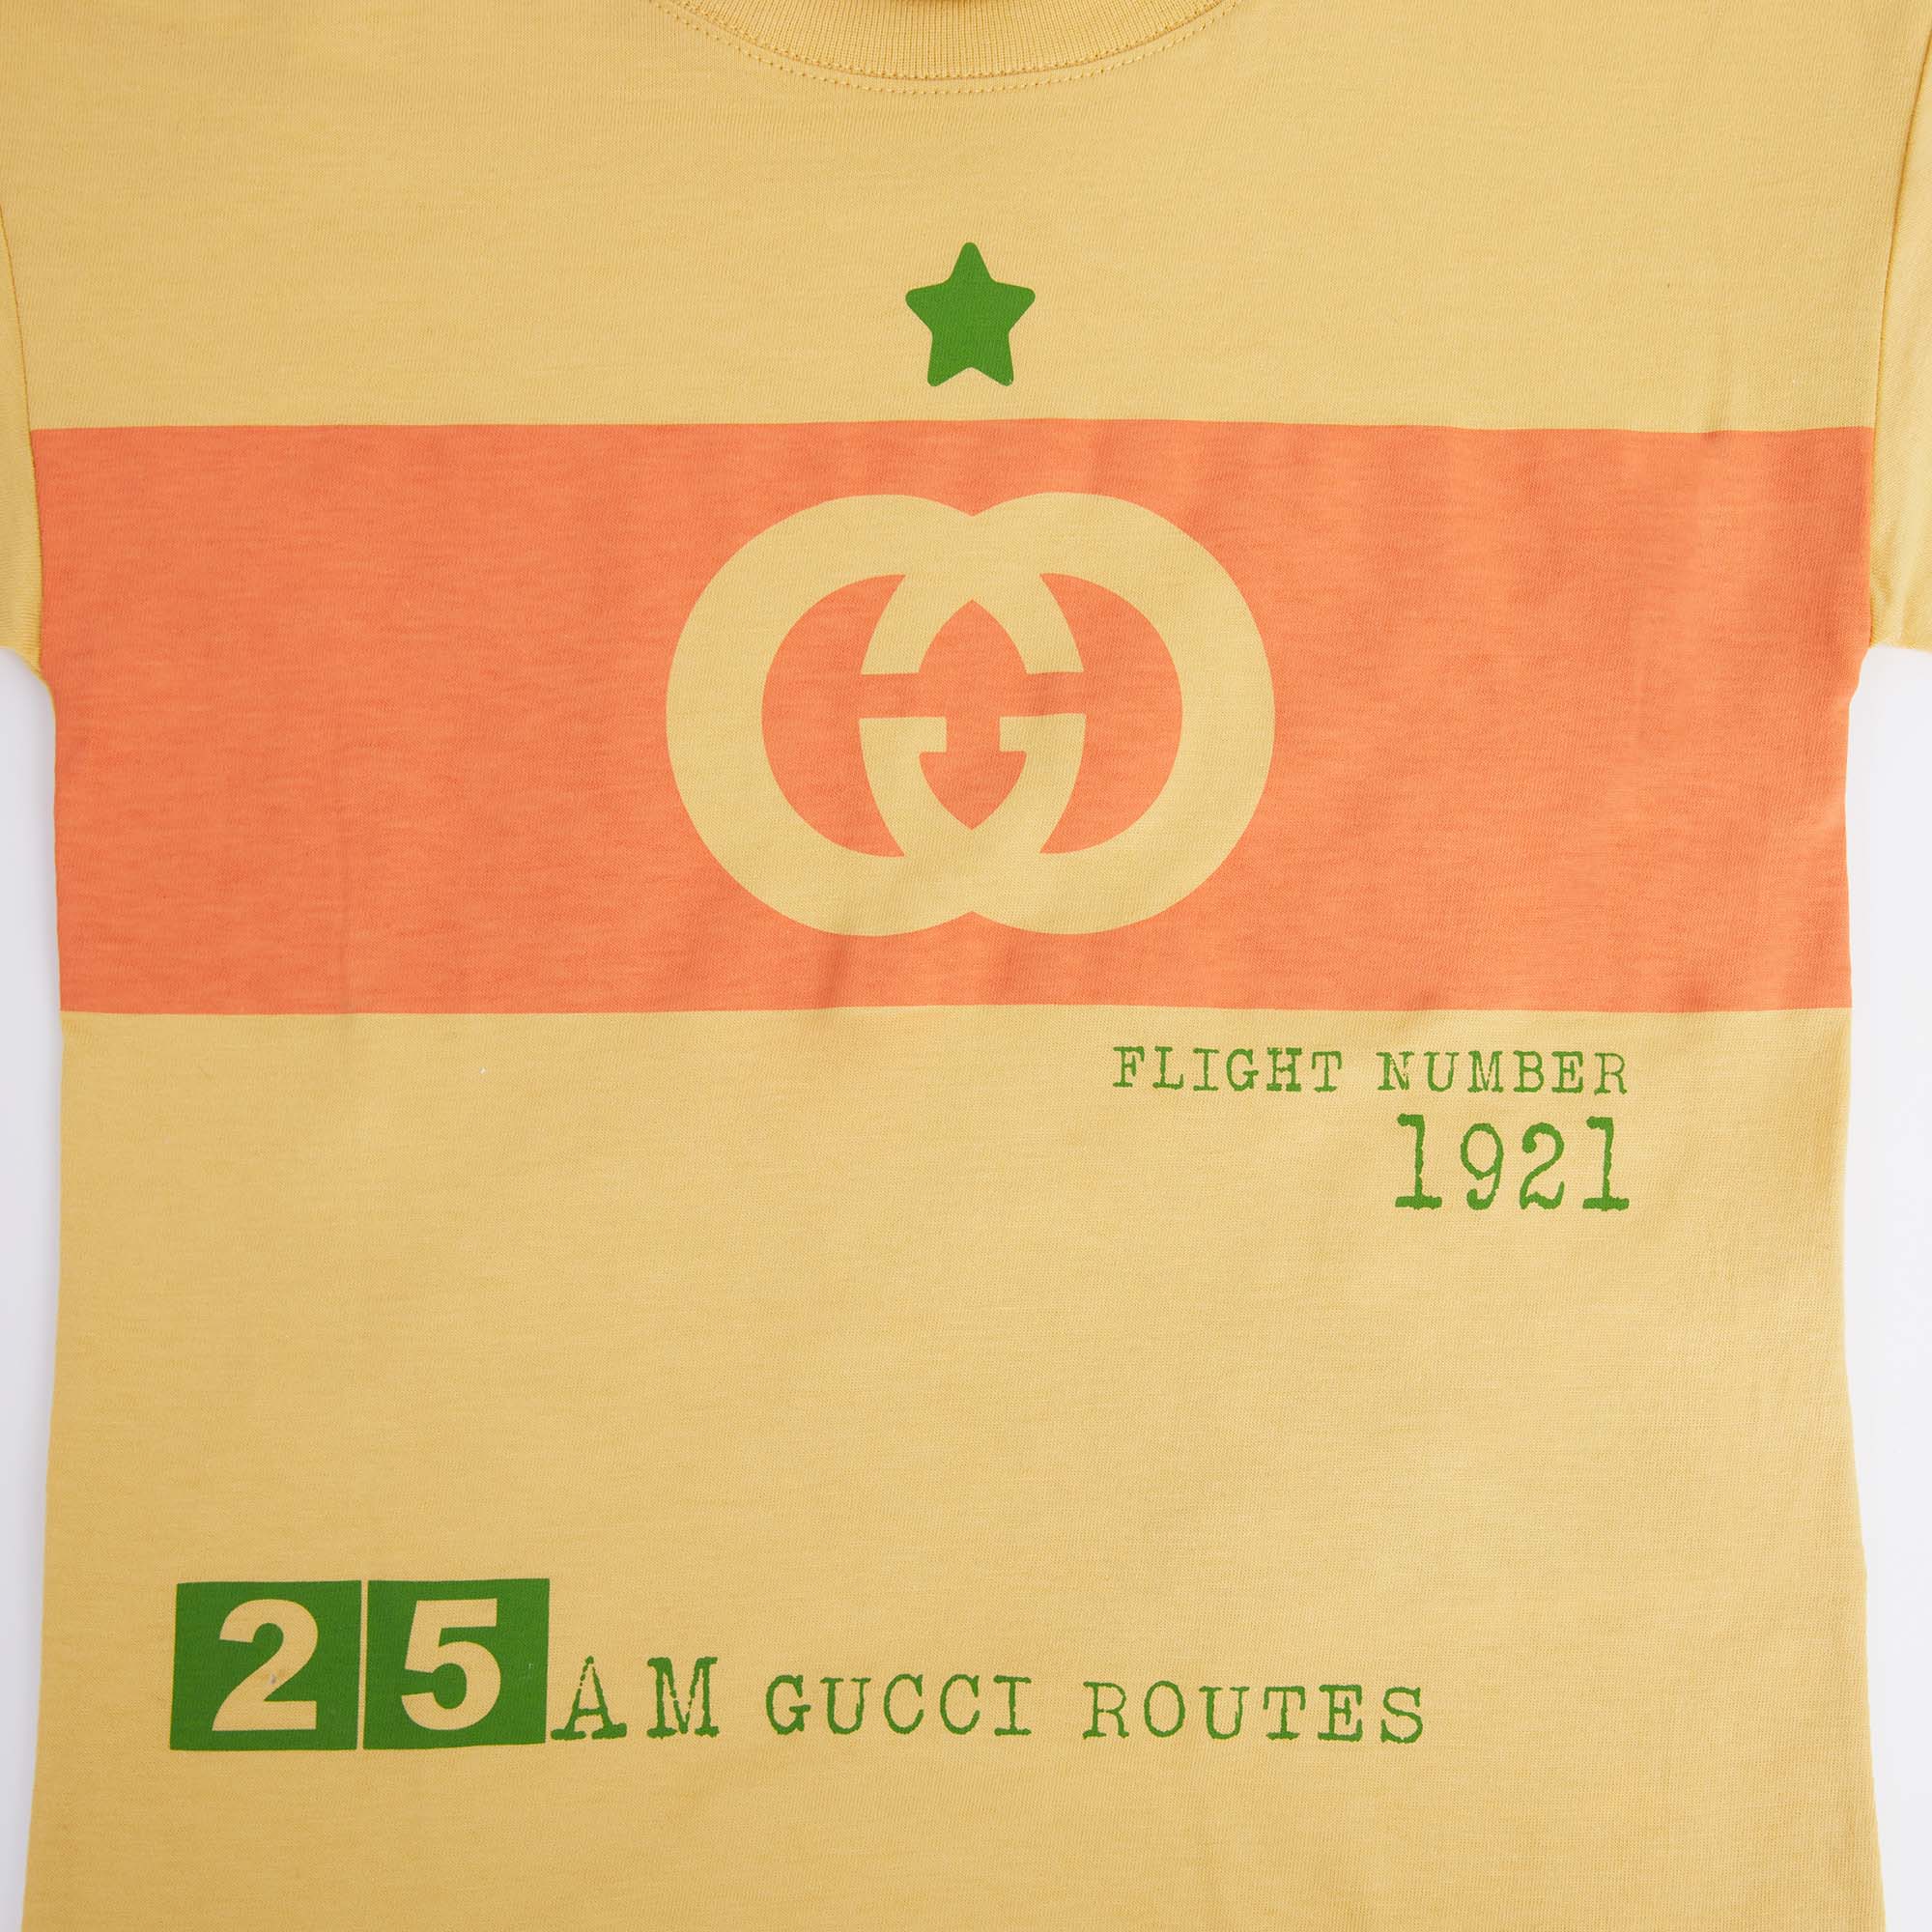 FLIGHT NUMBER
1921
25AM GUCCI ROUTES